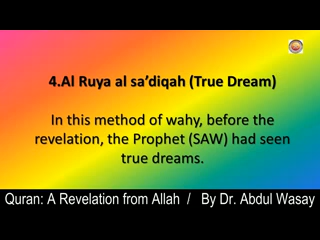 4.Al Ruya al sa’diqah (True Dream)
In this method of wahy, before the
revelation, the Prophet (SAW) had seen
true dreams.
Quran: A Revelation from Allah / By Dr. Abdul Wasay